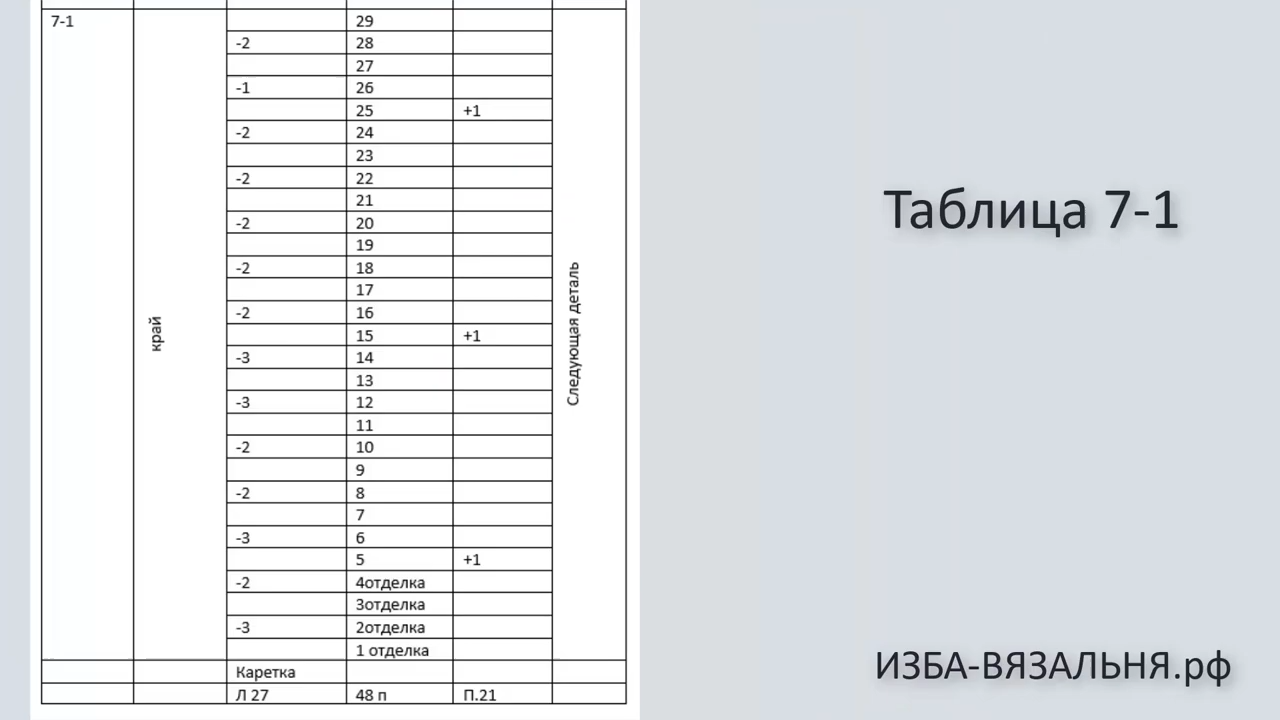 7-1
край
29
-2 28
27
-1 26
25 +1
-2 24
23
-2 22
21
-2 20
19
-2 18
17
-2 16
15 +1
-3 14
13
-3 12
11
-2 10
9
-2 8
7
-3 6
5 +1
-2 4отделка
3отделка
-3 2отделка
1 отделка
Следующая деталь
Каретка
Л 27 48 п П.21
Таблица 7-1
ИЗБА-ВЯЗАЛЬНЯ.рф